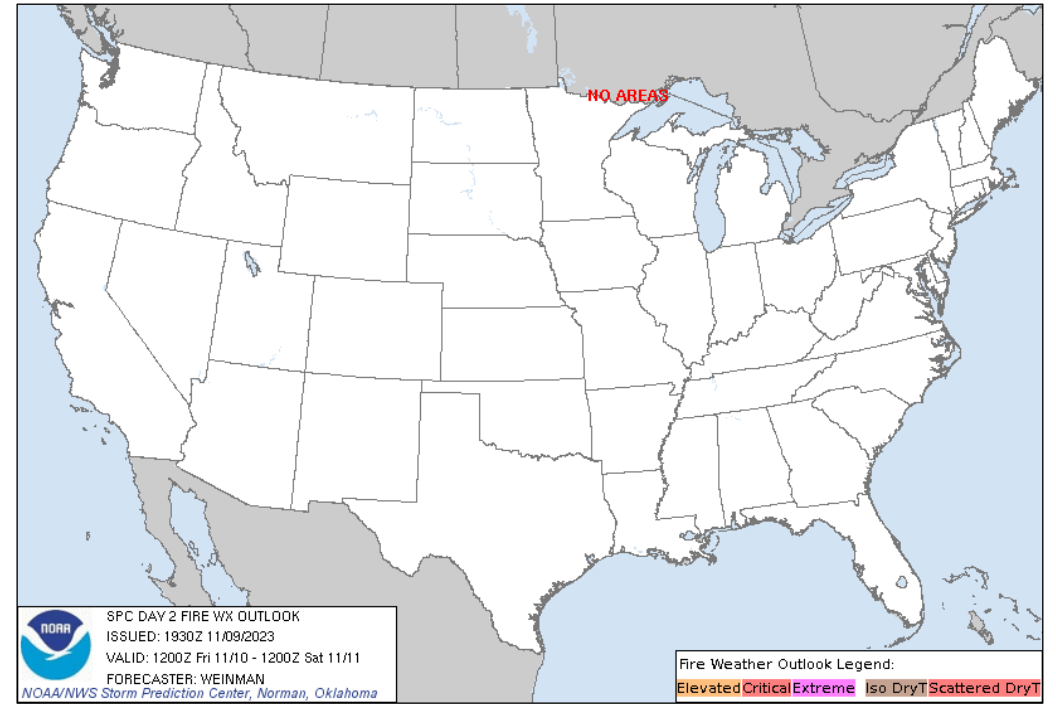 NO AREAS
NOAA
SPC DAY 2 FIRE WX OUTLOOK
ISSUED: 1930Z 11/09/2023
VALID: 1200Z Fri 11/10 - 1200Z Sat 11/11
FORECASTER: WEINMAN
NOAA/NWS Storm Prediction Center, Norman, Oklahoma
Fire Weather Outlook Legend:
Elevated Critical Extreme Iso DryT Scattered DryT